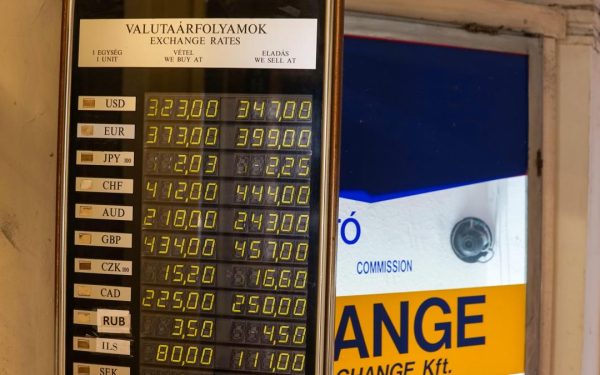 VALUTAÁRFOLYAMOK
EXCHANGE RATES
1 EGYSÉG VÉTEL ELADÁS
1 UNIT WE BUY AT WE SELL AT
USD 323,00 347,00
EUR 373,00 399,00
JPY 100 2,03 2,25
CHF 412,00 444,00
AUD 218,00 243,00
GBP 434,00 457,00
CZK 100 15,20 16,60
CAD 225,00 250,00
RUB 3,50 4,50
ILS 80,00 111,00
SEK
TÓ
COMMISSION
ANGE
CHANGE Kft.